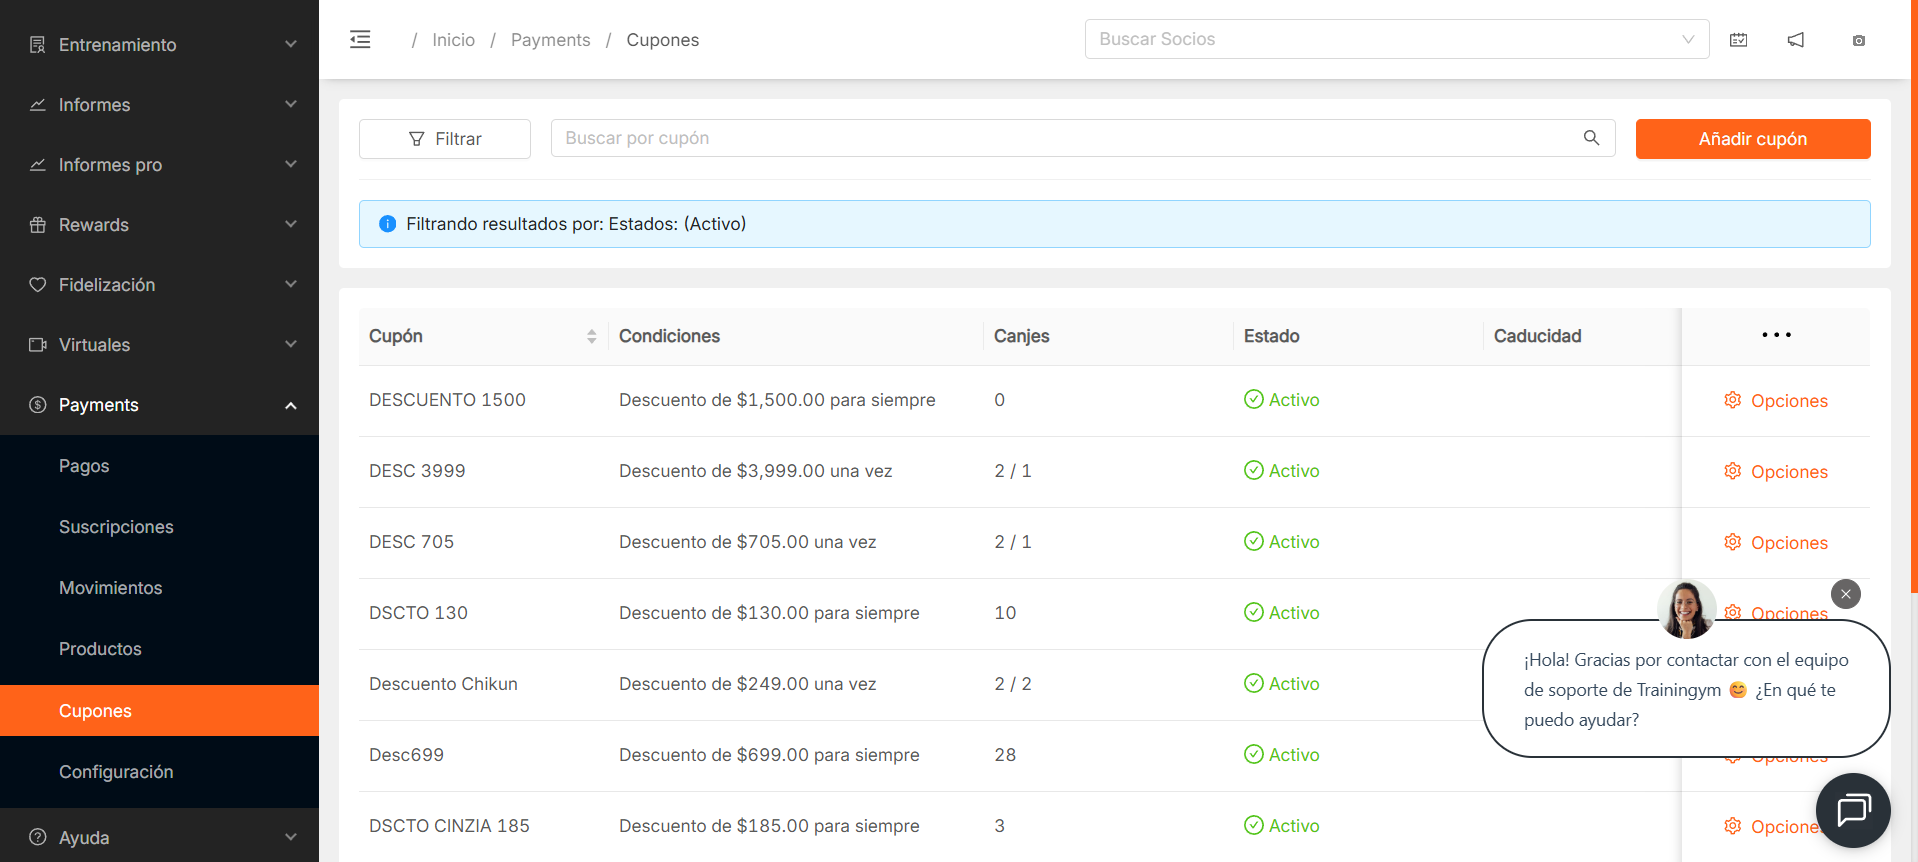 Entrenamiento
Informes
Informes pro
Rewards
Fidelización
Virtuales
Payments
Pagos
Suscripciones
Movimientos
Productos
Cupones
Configuración
Ayuda
/ Inicio / Payments / Cupones
Buscar Socios
Filtrar
Buscar por cupón
Añadir cupón
Filtrando resultados por: Estados: (Activo)
Cupón Condiciones Canjes Estado Caducidad •••
DESCUENTO 1500 Descuento de $1,500.00 para siempre 0 Activo Opciones
DESC 3999 Descuento de $3,999.00 una vez 2 / 1 Activo Opciones
DESC 705 Descuento de $705.00 una vez 2 / 1 Activo Opciones
DSCTO 130 Descuento de $130.00 para siempre 10 Activo Opciones
Descuento Chikun Descuento de $249.00 una vez 2 / 2 Activo
Desc699 Descuento de $699.00 para siempre 28 Activo Opciones
DSCTO CINZIA 185 Descuento de $185.00 para siempre 3 Activo Opcione
¡Hola! Gracias por contactar con el equipo
de soporte de Trainingym 😊 ¿En qué te
puedo ayudar?